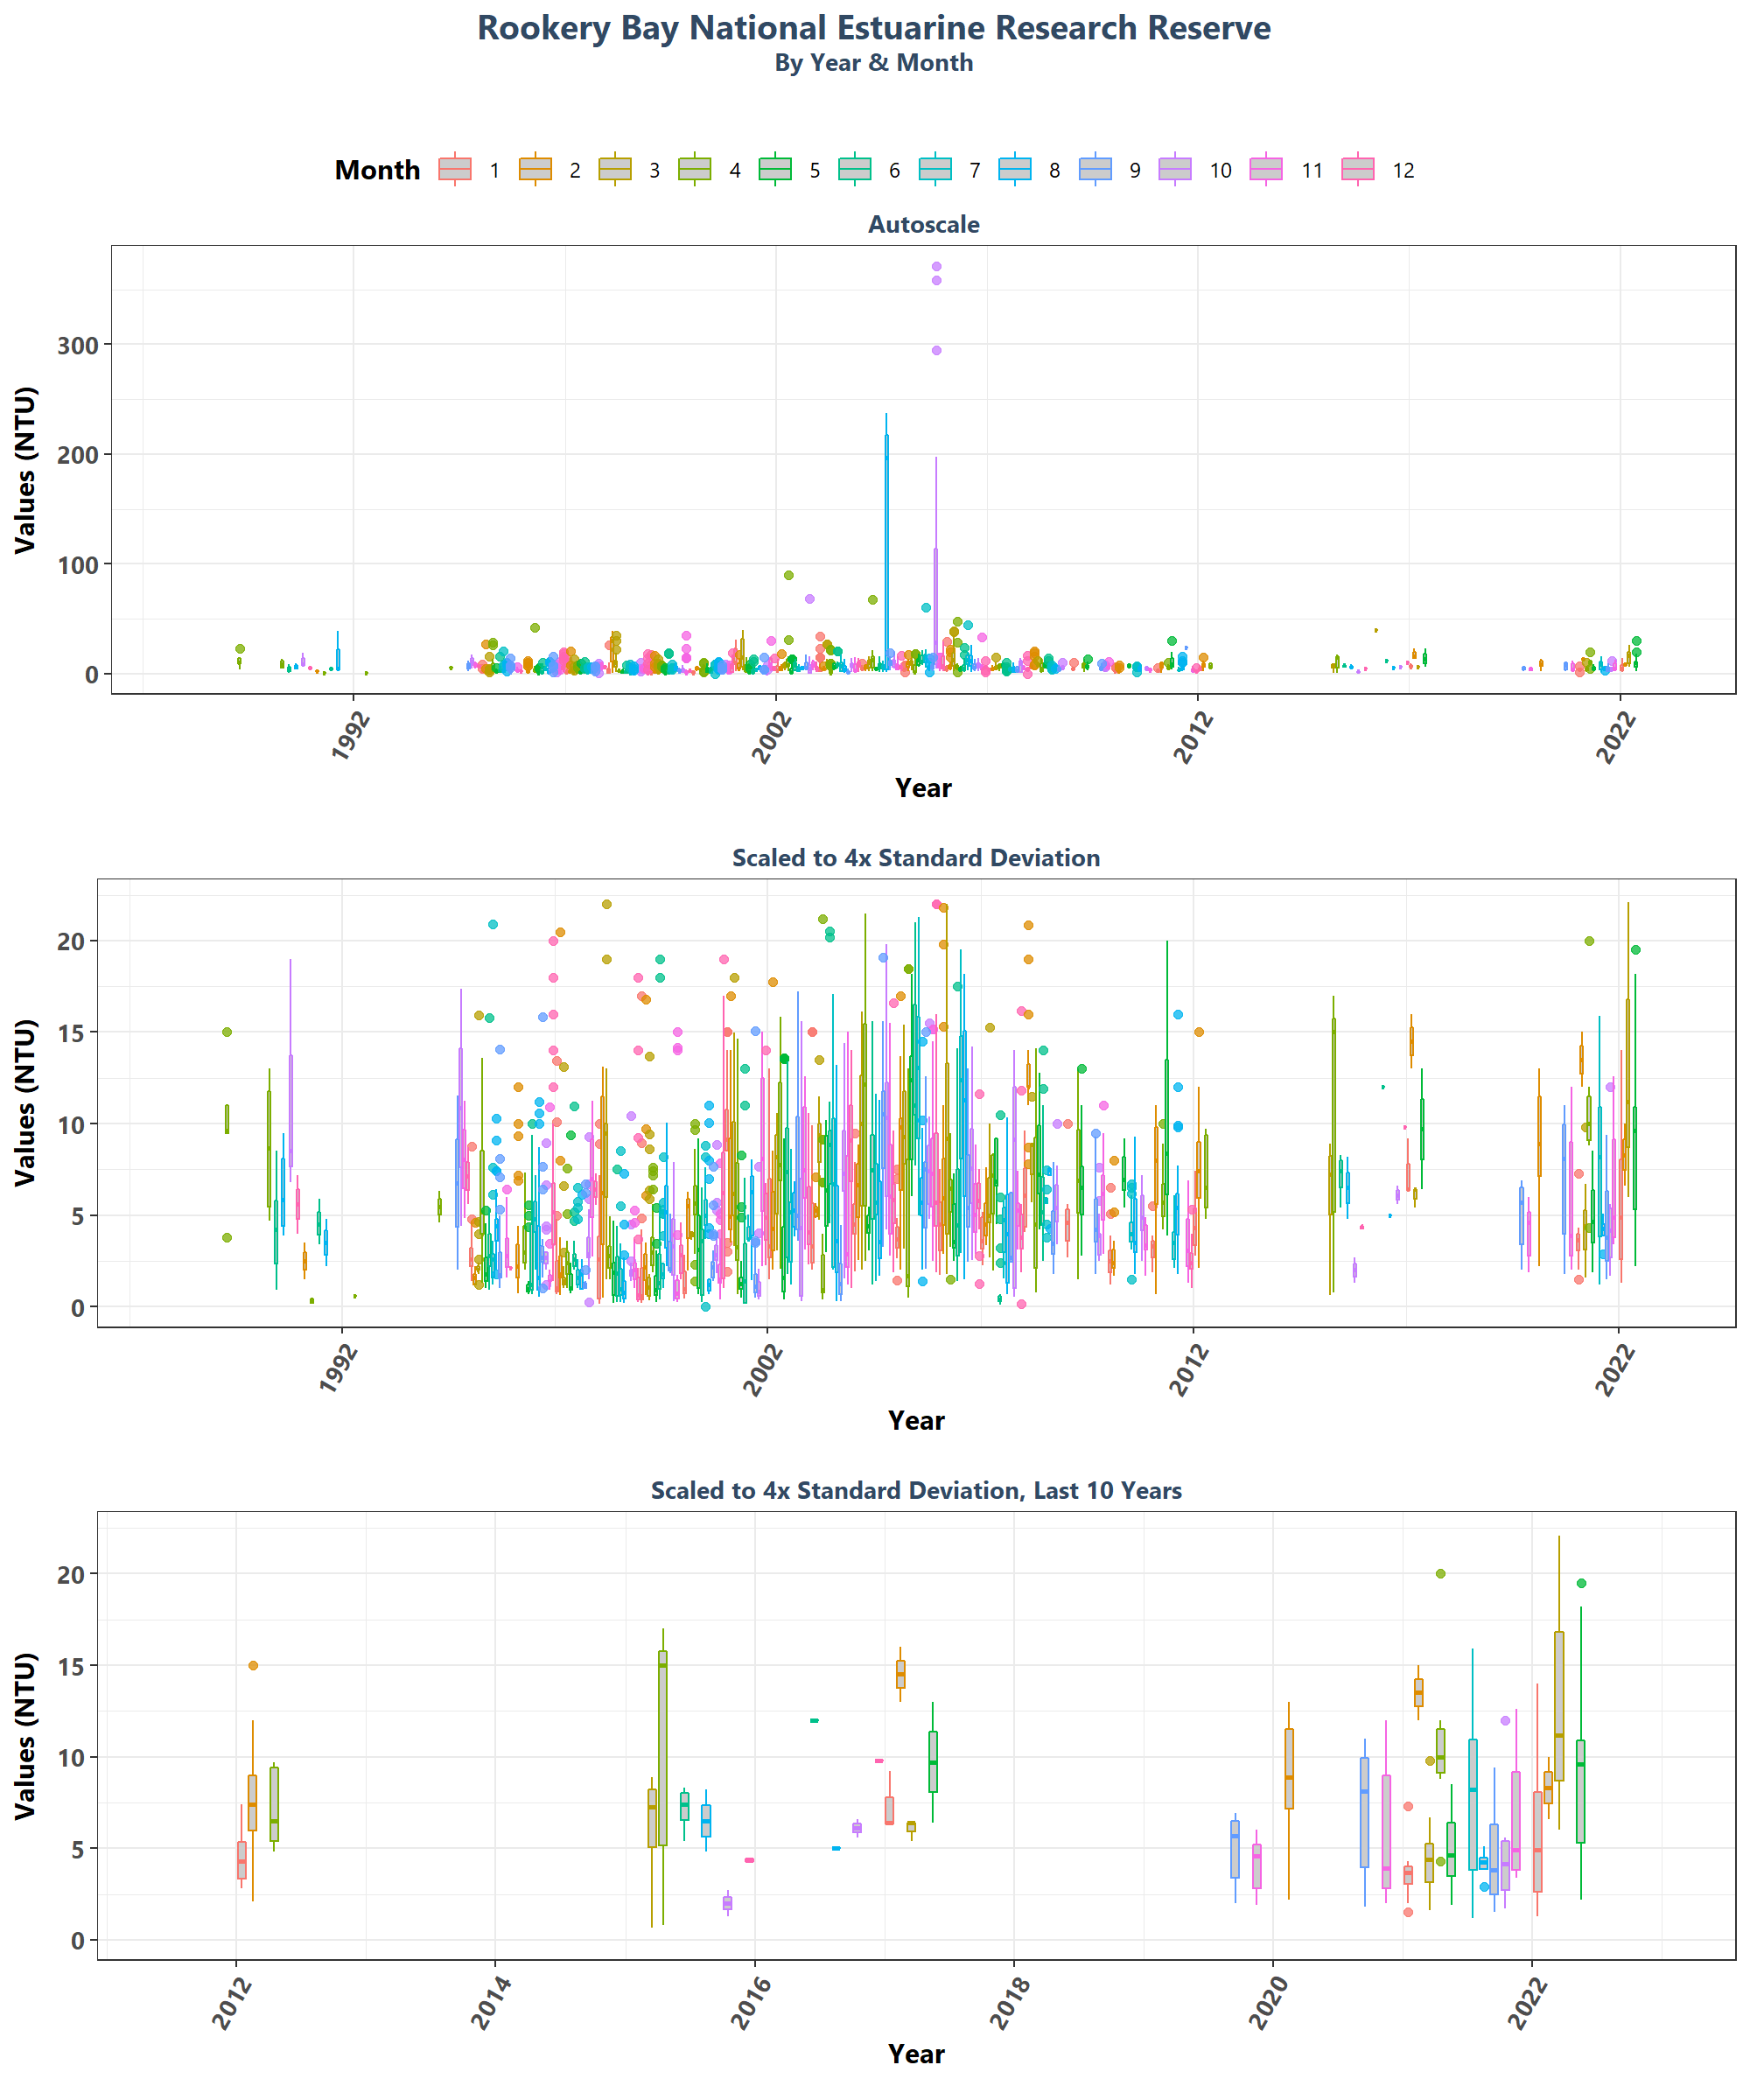 Rookery Bay National Estuarine Research Reserve
By Year & Month
Month 1 2 3 4 5 6 7 8 9 10 11 12
Autoscale
Values (NTU)
300
200
100
0
1992 2002 2012 2022
Year
Scaled to 4x Standard Deviation
Values (NTU)
20
15
10
5
0
1992 2002 2012 2022
Year
Scaled to 4x Standard Deviation, Last 10 Years
Values (NTU)
20
15
10
5
0
2012 2014 2016 2018 2020 2022
Year